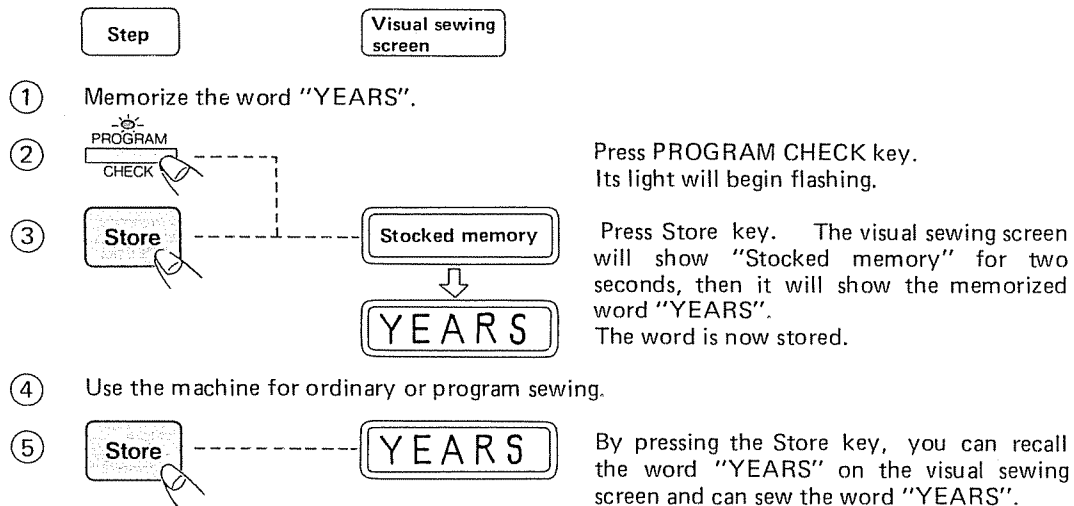 Step
Visual sewing
screen
① Memorize the word "YEARS".
② PROGRAM
CHECK
Press PROGRAM CHECK key.
Its light will begin flashing.
③ Store
Stocked memory
YEARS
Press Store key. The visual sewing screen
will show "Stocked memory" for two
seconds, then it will show the memorized
word "YEARS".
The word is now stored.
④ Use the machine for ordinary or program sewing.
⑤ Store
YEARS
By pressing the Store key, you can recall
the word "YEARS" on the visual sewing
screen and can sew the word "YEARS".